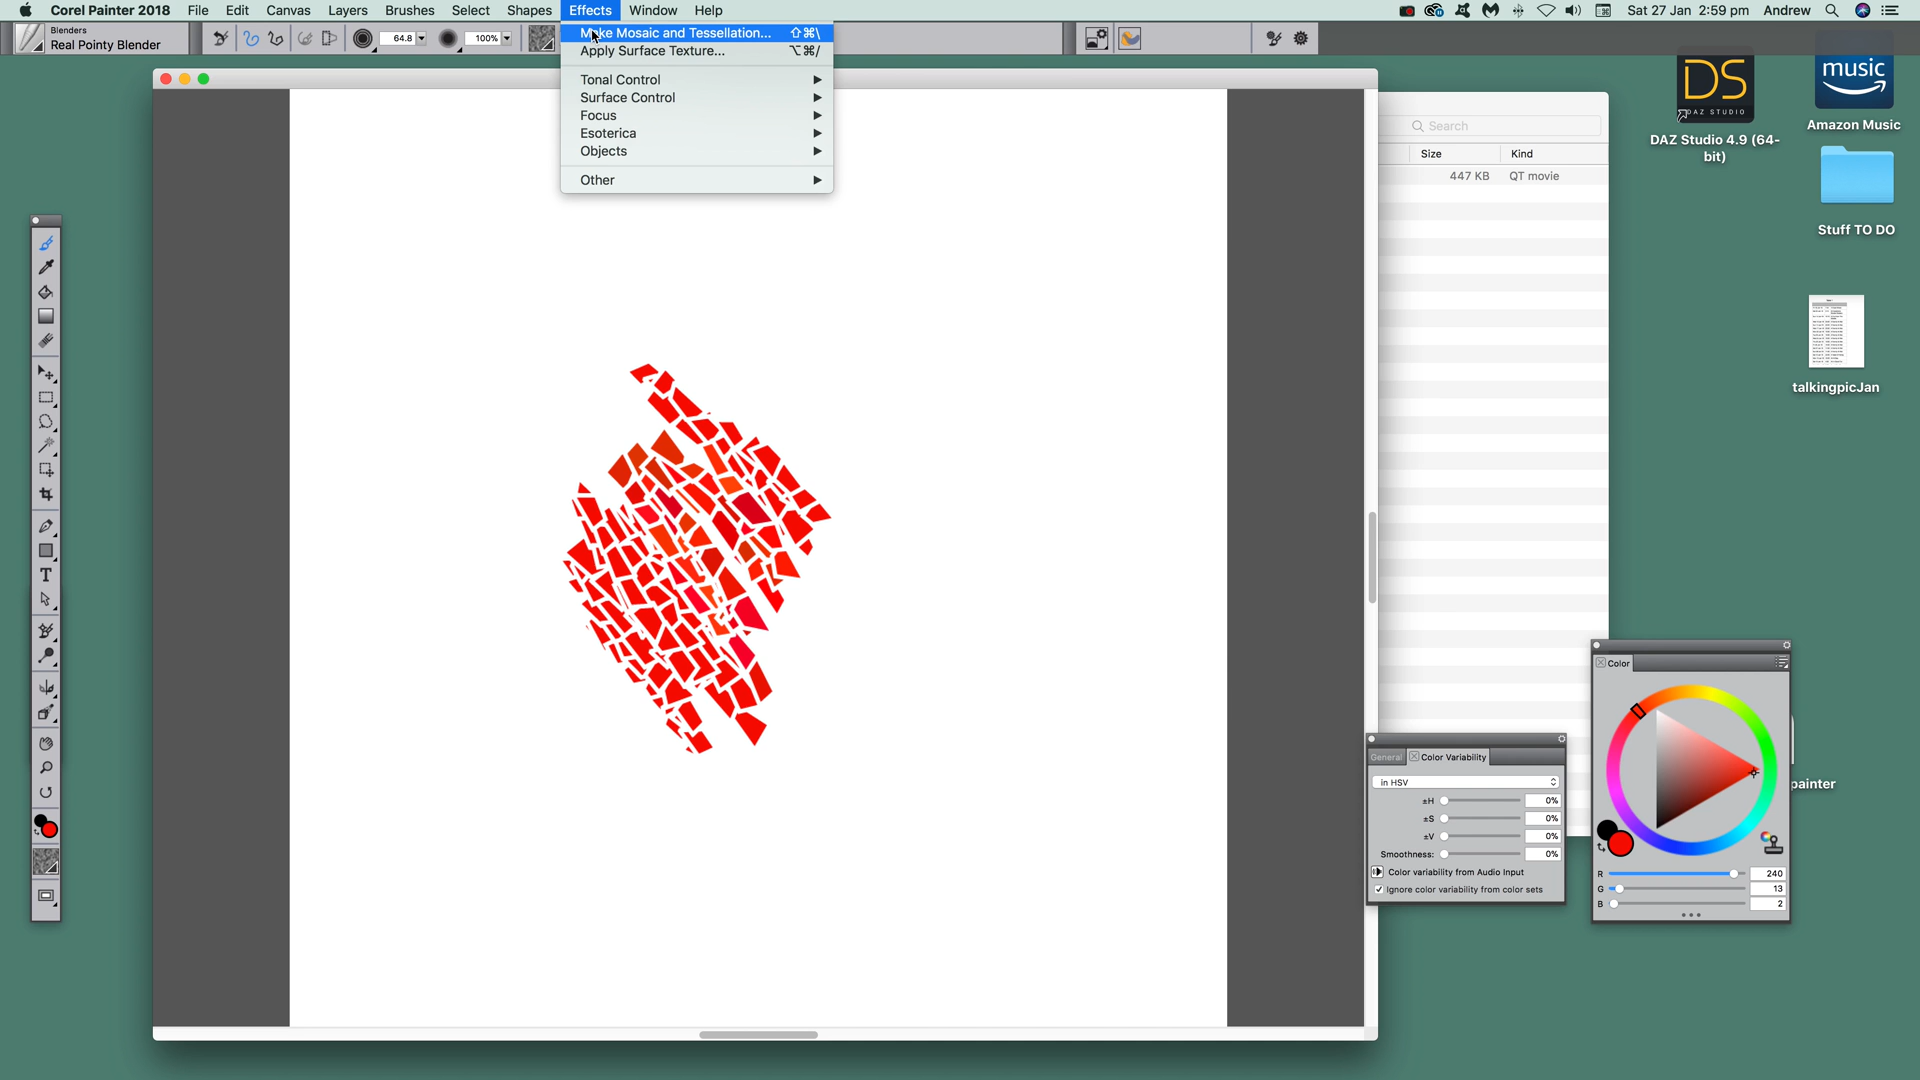 Corel Painter 2018 File Edit Canvas Layers Brushes Select Shapes Effects Window Help
Sat 27 Jan 2:59 pm Andrew
Blenders
Real Pointy Blender
64.8
100%
Make Mosaic and Tessellation... ⇧⌘\
Apply Surface Texture... ⌥⌘/
Tonal Control
Surface Control
Focus
Esoterica
Objects
Other
Search
Size Kind
447 KB QT movie
DS
DAZ STUDIO
DAZ Studio 4.9 (64-
bit)
music
Amazon Music
Stuff TO DO
talkingpicJan
painter
General Color Variability
in HSV
±H 0%
±S 0%
±V 0%
Smoothness: 0%
Color variability from Audio Input
Ignore color variability from color sets
Color
R 240
G 13
B 2